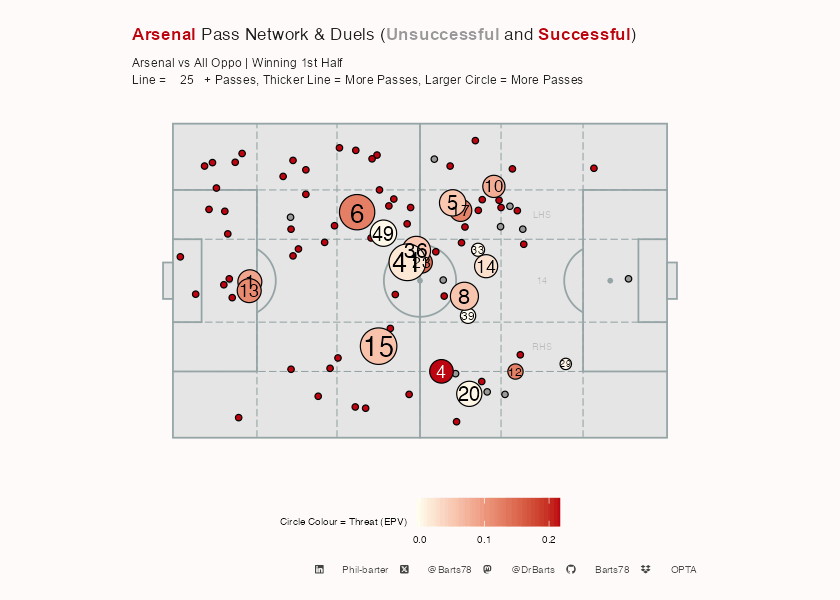 Arsenal Pass Network & Duels (Unsuccessful and Successful)
Arsenal vs All Oppo | Winning 1st Half
Line = 25 + Passes, Thicker Line = More Passes, Larger Circle = More Passes
10
5
17
6
LHS
49
36
33
41
23
14
14
1
13
8
39
15
RHS
29
4
12
20
Circle Colour = Threat (EPV)
0.0 0.1 0.2
Phil-barter @Barts78 @DrBarts Barts78 OPTA